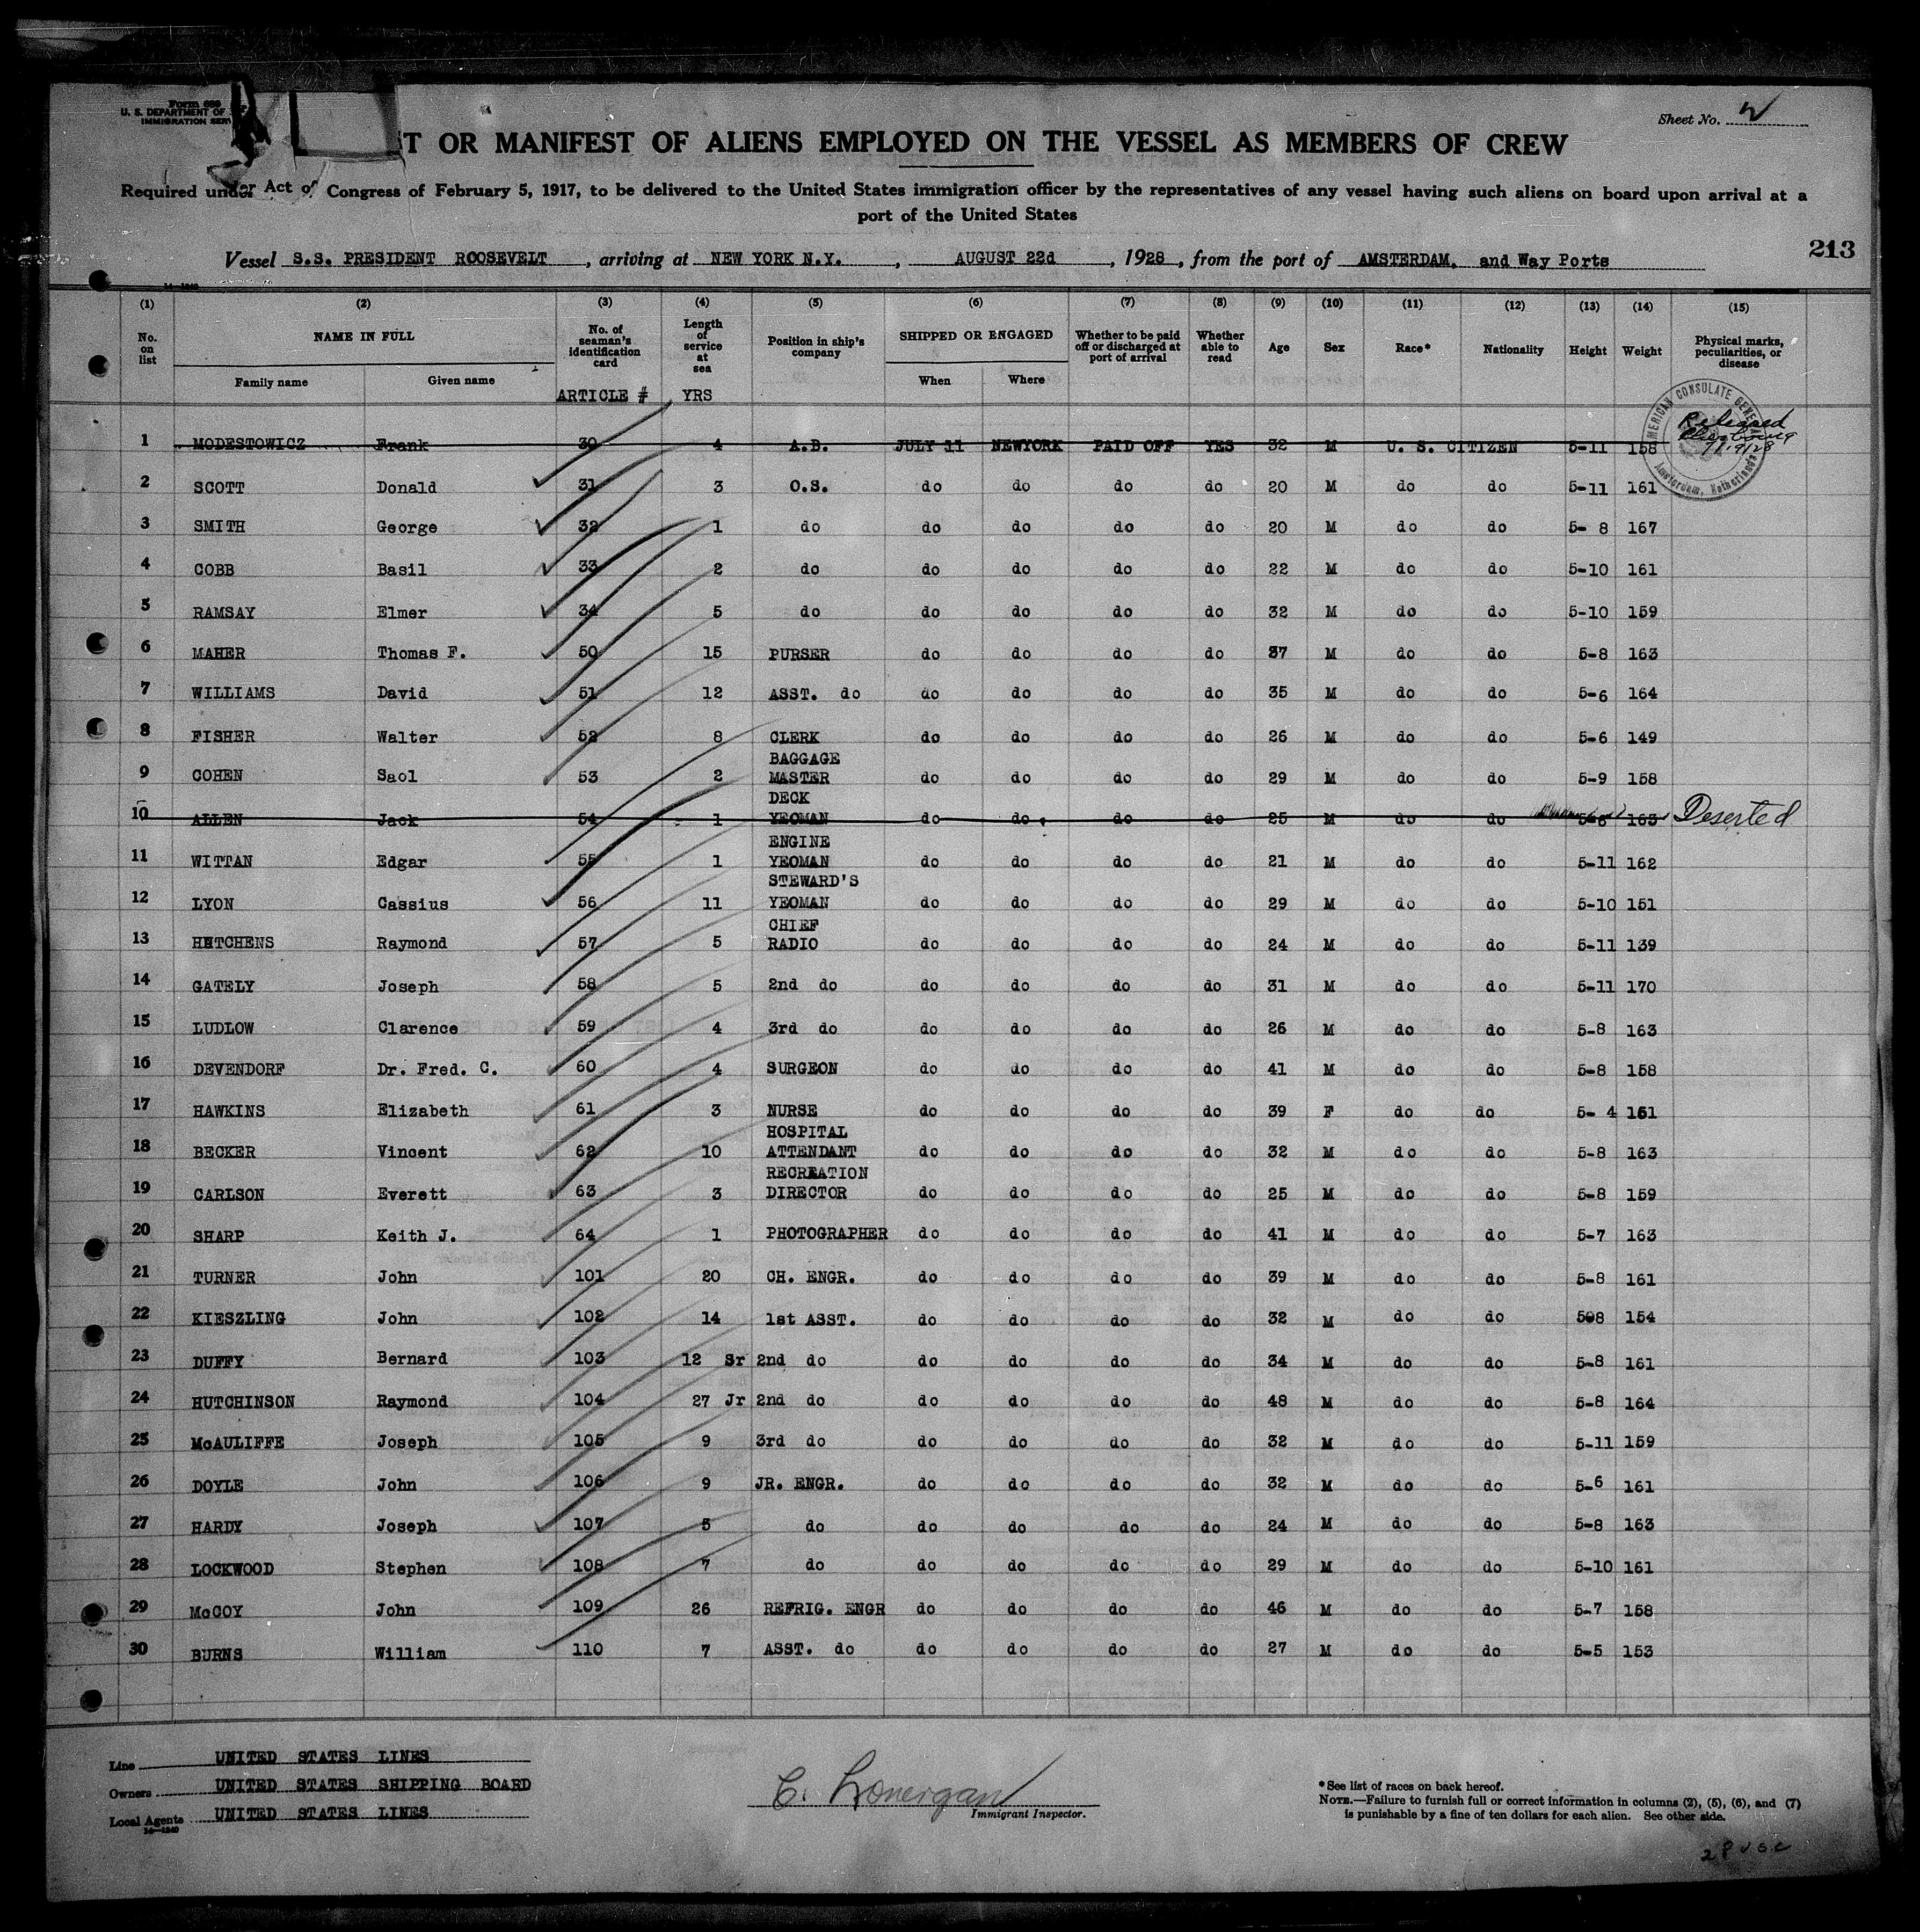 Form 689
U. S. DEPARTMENT OF
IMMIGRATION SERV
Sheet No.
T OR MANIFEST OF ALIENS EMPLOYED ON THE VESSEL AS MEMBERS OF CREW
Required under Act of Congress of February 5, 1917, to be delivered to the United States immigration officer by the representatives of any vessel having such aliens on board upon arrival at a
port of the United States
213
Vessel S.S. PRESIDENT ROOSEVELT, arriving at NEW YORK N.Y., AUGUST 22d, 1928, from the port of AMSTERDAM, and Way Ports
(1) (2) (3) (4) (5) (6) (7) (8) (9) (10) (11) (12) (13) (14) (15)
No. on list NAME IN FULL Family name Given name No. of seaman's identification card Length of service at sea Position in ship's company SHIPPED OR ENGAGED When Where Whether to be paid off or discharged at port of arrival Whether able to read Age Sex Race* Nationality Height Weight Physical marks, peculiarities, or disease
ARTICLE # YRS
AMERICAN CONSULATE GENERAL Amsterdam, Netherlands
1 MODESTOWICZ Frank 30 4 A.B. JULY 11 NEWYORK PAID OFF YES 32 M U. S. CITIZEN 5-11 158 Released Cherbourg
2 SCOTT Donald 31 3 O.S. do do do do 20 M do do 5-11 161
3 SMITH George 32 1 do do do do do 20 M do do 5- 8 167
4 COBB Basil 33 2 do do do do do 22 M do do 5-10 161
5 RAMSAY Elmer 34 5 do do do do do 32 M do do 5-10 159
6 MAHER Thomas F. 50 15 PURSER do do do do 37 M do do 5-8 163
7 WILLIAMS David 51 12 ASST. do do do do do 35 M do do 5-6 164
8 FISHER Walter 52 8 CLERK do do do do 26 M do do 5-6 149
9 COHEN Saol 53 2 BAGGAGE MASTER do do do do 29 M do do 5-9 158
10 ALLEN Jack 54 1 DECK YEOMAN do do do do 25 M do do 5-6 163 Deserted
11 WITTAN Edgar 55 1 ENGINE YEOMAN do do do do 21 M do do 5-11 162
12 LYON Cassius 56 11 STEWARD'S YEOMAN do do do do 29 M do do 5-10 151
13 HETCHENS Raymond 57 5 CHIEF RADIO do do do do 24 M do do 5-11 139
14 GATELY Joseph 58 5 2nd do do do do do 31 M do do 5-11 170
15 LUDLOW Clarence 59 4 3rd do do do do do 26 M do do 5-8 163
16 DEVENDORF Dr. Fred. C. 60 4 SURGEON do do do do 41 M do do 5-8 158
17 HAWKINS Elizabeth 61 3 NURSE do do do do 39 F do do 5- 4 151
18 BECKER Vincent 62 10 HOSPITAL ATTENDANT do do do do 32 M do do 5-8 163
19 CARLSON Everett 63 3 RECREATION DIRECTOR do do do do 25 M do do 5-8 159
20 SHARP Keith J. 64 1 PHOTOGRAPHER do do do do 41 M do do 5-7 163
21 TURNER John 101 20 CH. ENGR. do do do do 39 M do do 5-8 161
22 KIESZLING John 102 14 1st ASST. do do do do 32 M do do 508 154
23 DUFFY Bernard 103 12 Sr 2nd do do do do do 34 M do do 5-8 161
24 HUTCHINSON Raymond 104 27 Jr 2nd do do do do do 48 M do do 5-8 164
25 McAULIFFE Joseph 105 9 3rd do do do do do 32 M do do 5-11 159
26 DOYLE John 106 9 JR. ENGR. do do do do 32 M do do 5-6 161
27 HARDY Joseph 107 5 do do do do do 24 M do do 5-8 163
28 LOCKWOOD Stephen 108 7 do do do do do 29 M do do 5-10 161
29 McCOY John 109 26 REFRIG. ENGR do do do do 46 M do do 5-7 158
30 BURNS William 110 7 ASST. do do do do do 27 M do do 5-5 153
Line UNITED STATES LINES
Owners UNITED STATES SHIPPING BOARD
Local Agents UNITED STATES LINES
14—1240
C. Lonergan
Immigrant Inspector.
*See list of races on back hereof.
NOTE.—Failure to furnish full or correct information in columns (2), (5), (6), and (7)
is punishable by a fine of ten dollars for each alien. See other side.